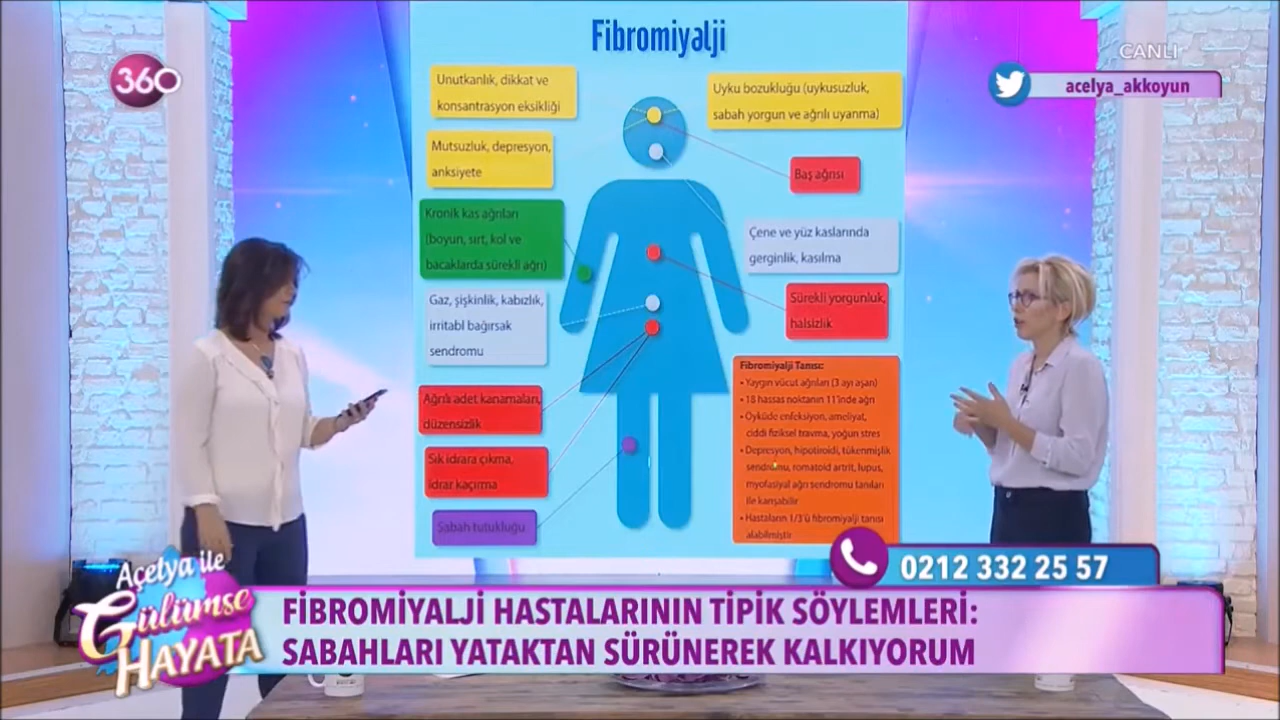 Fibromiyalji
CANLI
360
acelya_akkoyun
Unutkanlık, dikkat ve
konsantrasyon eksikliği
Uyku bozukluğu (uykusuzluk,
sabah yorgun ve ağrılı uyanma)
Mutsuzluk, depresyon,
anksiyete
Baş ağrısı
Kronik kas ağrıları
(boyun, sırt, kol ve
bacaklarda sürekli ağrı)
Çene ve yüz kaslarında
gerginlik, kasılma
Gaz, şişkinlik, kabızlık,
irritabl bağırsak
sendromu
Sürekli yorgunluk,
halsizlik
Ağrılı adet kanamaları,
düzensizlik
Sık idrara çıkma,
idrar kaçırma
Sabah tutukluğu
Fibromiyalji Tanısı:
• Yaygın vücut ağrıları (3 ayı aşan)
• 18 hassas noktanın 11'inde ağrı
• Öyküde enfeksiyon, ameliyat,
ciddi fiziksel travma, yoğun stres
• Depresyon, hipotiroidi, tükenmişlik
sendromu, romatoid artrit, lupus,
myofasiyal ağrı sendromu tanıları
ile karışabilir
• Hastaların 1/3'ü fibromiyalji tanısı
alabilmiştir
0212 332 25 57
Açelya ile
Gülümse
HAYATA
FİBROMİYALJİ HASTALARININ TİPİK SÖYLEMLERİ:
SABAHLARI YATAKTAN SÜRÜNEREK KALKIYORUM